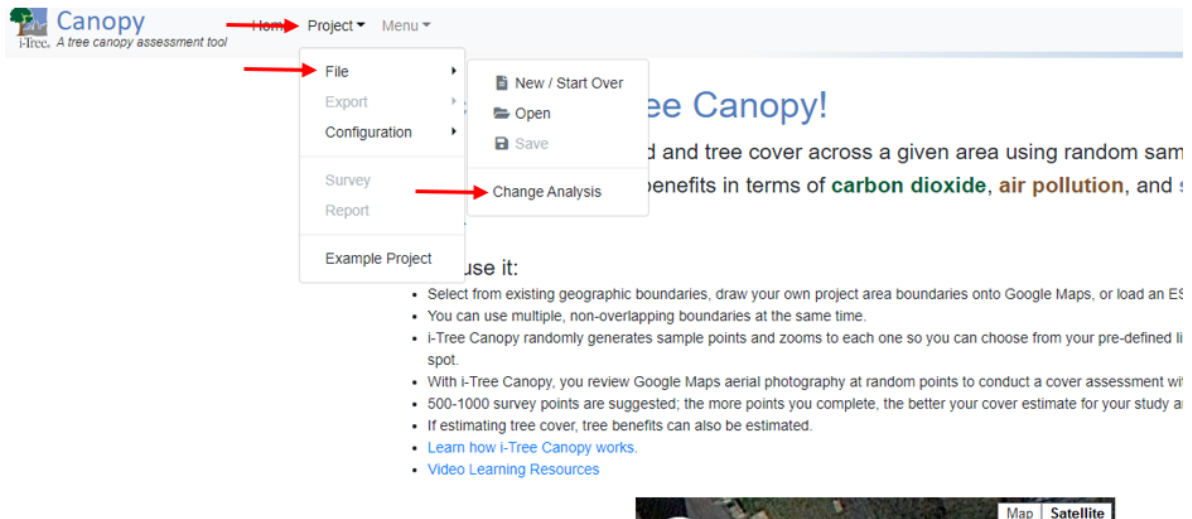 Canopy
i-Tree. A tree canopy assessment tool
Project Menu
File
Export
Configuration
Survey
Report
Example Project
New / Start Over
Open
Save
Change Analysis
ee Canopy!
d and tree cover across a given area using random sam
benefits in terms of carbon dioxide, air pollution, and s
use it:
• Select from existing geographic boundaries, draw your own project area boundaries onto Google Maps, or load an ES
• You can use multiple, non-overlapping boundaries at the same time.
• i-Tree Canopy randomly generates sample points and zooms to each one so you can choose from your pre-defined li
spot.
• With i-Tree Canopy, you review Google Maps aerial photography at random points to conduct a cover assessment wi
• 500-1000 survey points are suggested; the more points you complete, the better your cover estimate for your study a
• If estimating tree cover, tree benefits can also be estimated.
• Learn how i-Tree Canopy works.
• Video Learning Resources
Map Satellite